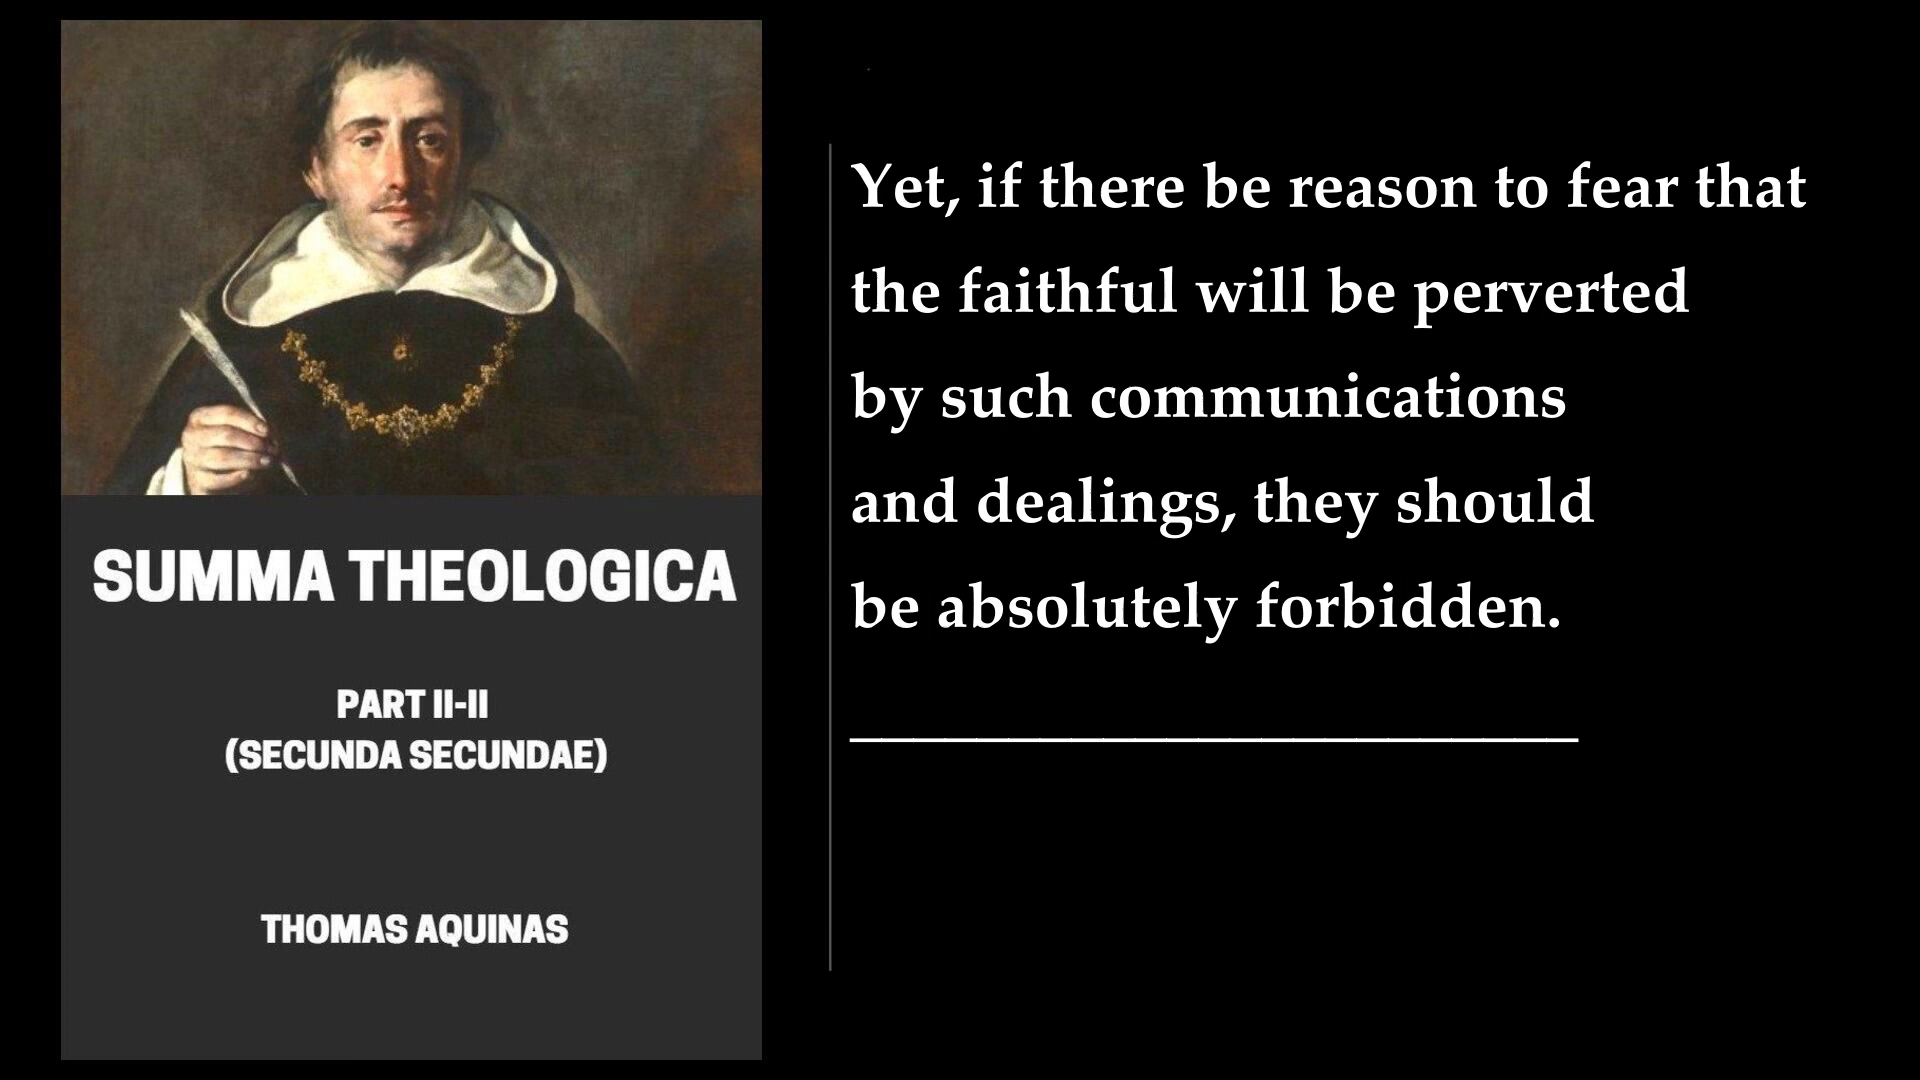 SUMMA THEOLOGICA
PART II-II
(SECUNDA SECUNDAE)
THOMAS AQUINAS
Yet, if there be reason to fear that
the faithful will be perverted
by such communications
and dealings, they should
be absolutely forbidden.